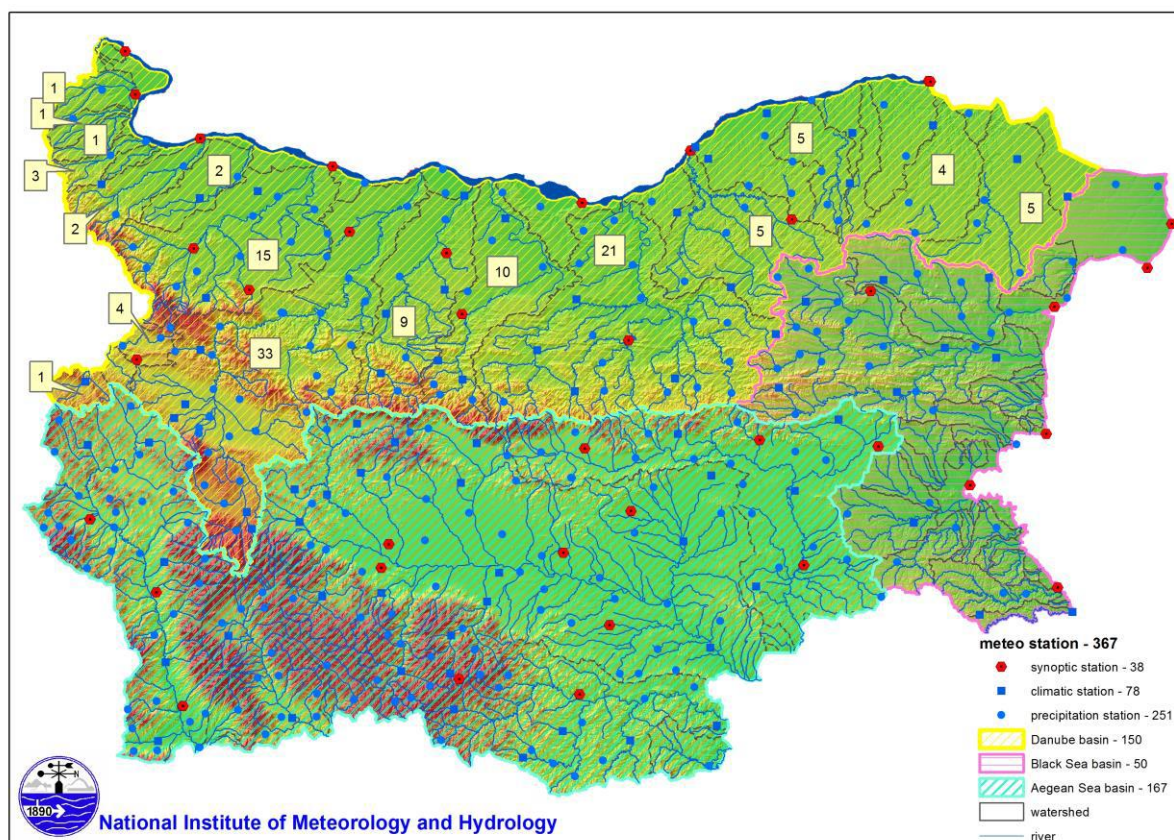 1
1
1
3
2
2
15
4
1
33
9
10
21
5
5
4
5
meteo station - 367
synoptic station - 38
climatic station - 78
precipitation station - 251
Danube basin - 150
Black Sea basin - 50
Aegean Sea basin - 167
watershed
river
N
1890
National Institute of Meteorology and Hydrology